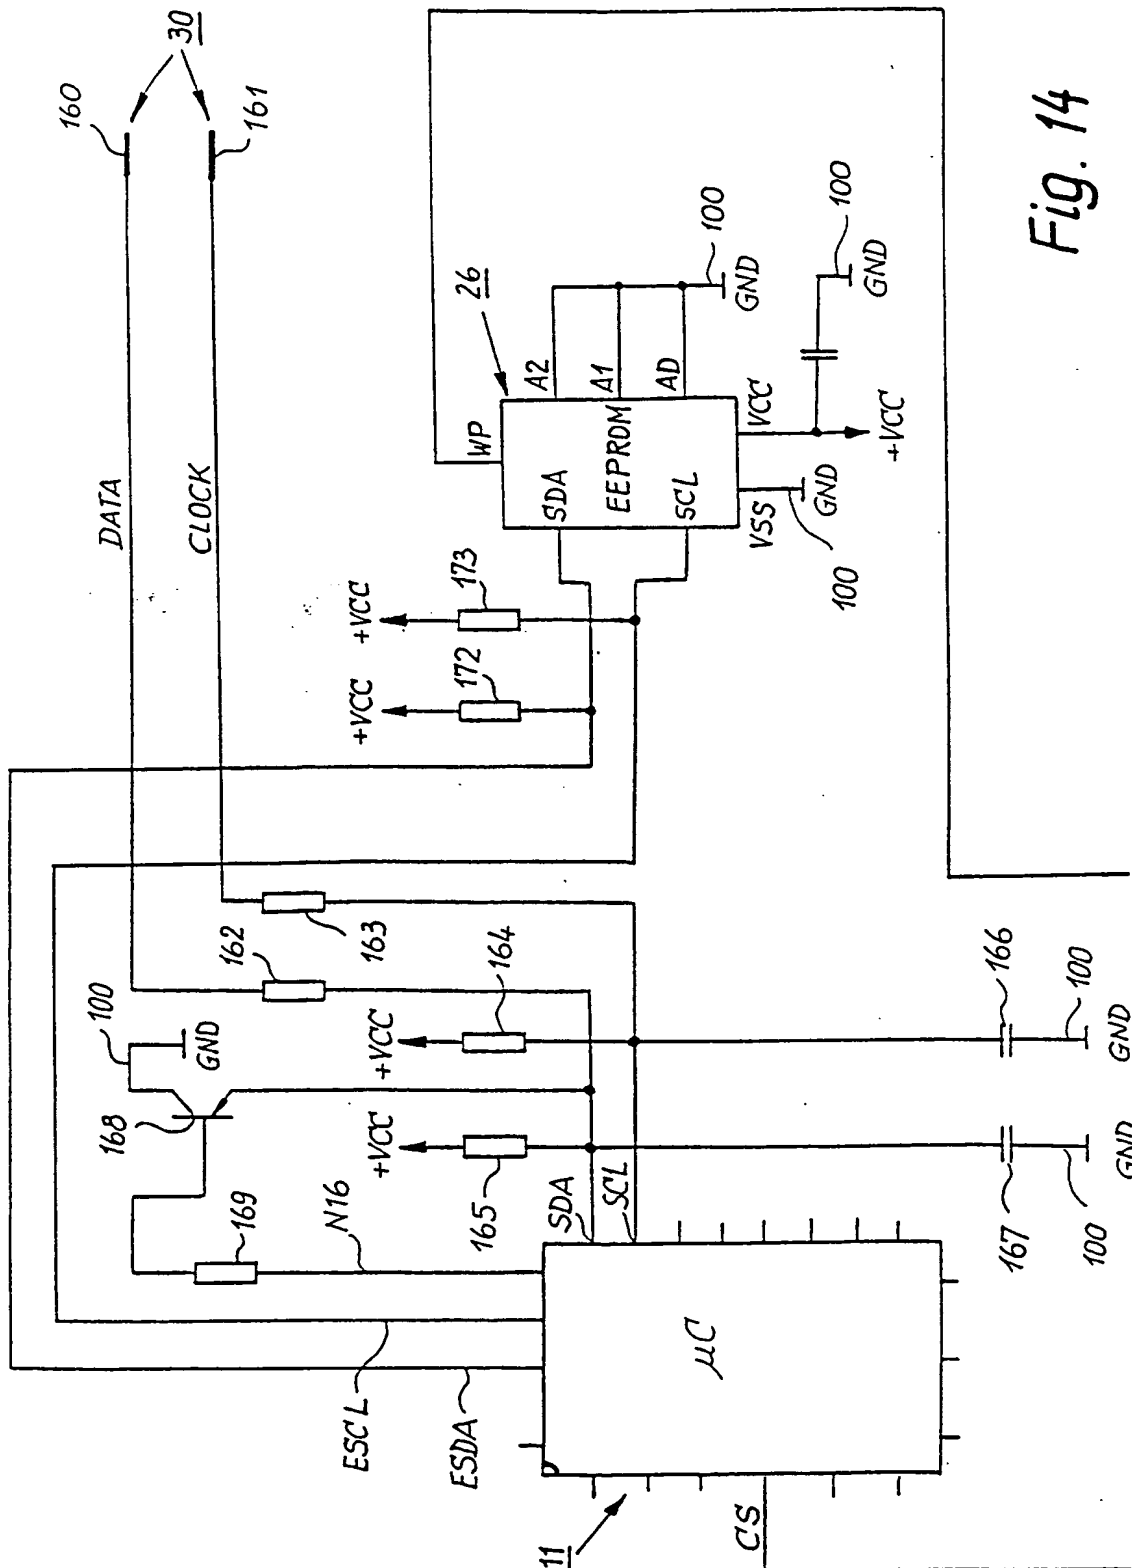 30
160
161
DATA
CLOCK
100
GND
168
162
163
169
N16
ESCL
ESDA
+VCC
+VCC
164
165
+VCC
+VCC
172
173
26
WP
SDA
EEPRDM
SCL
A2
A1
AD
100
GND
VSS
VCC
GND
100
+VCC
100
GND
SDA
SCL
µC
11
CS
166
167
100
100
GND
GND
Fig. 14